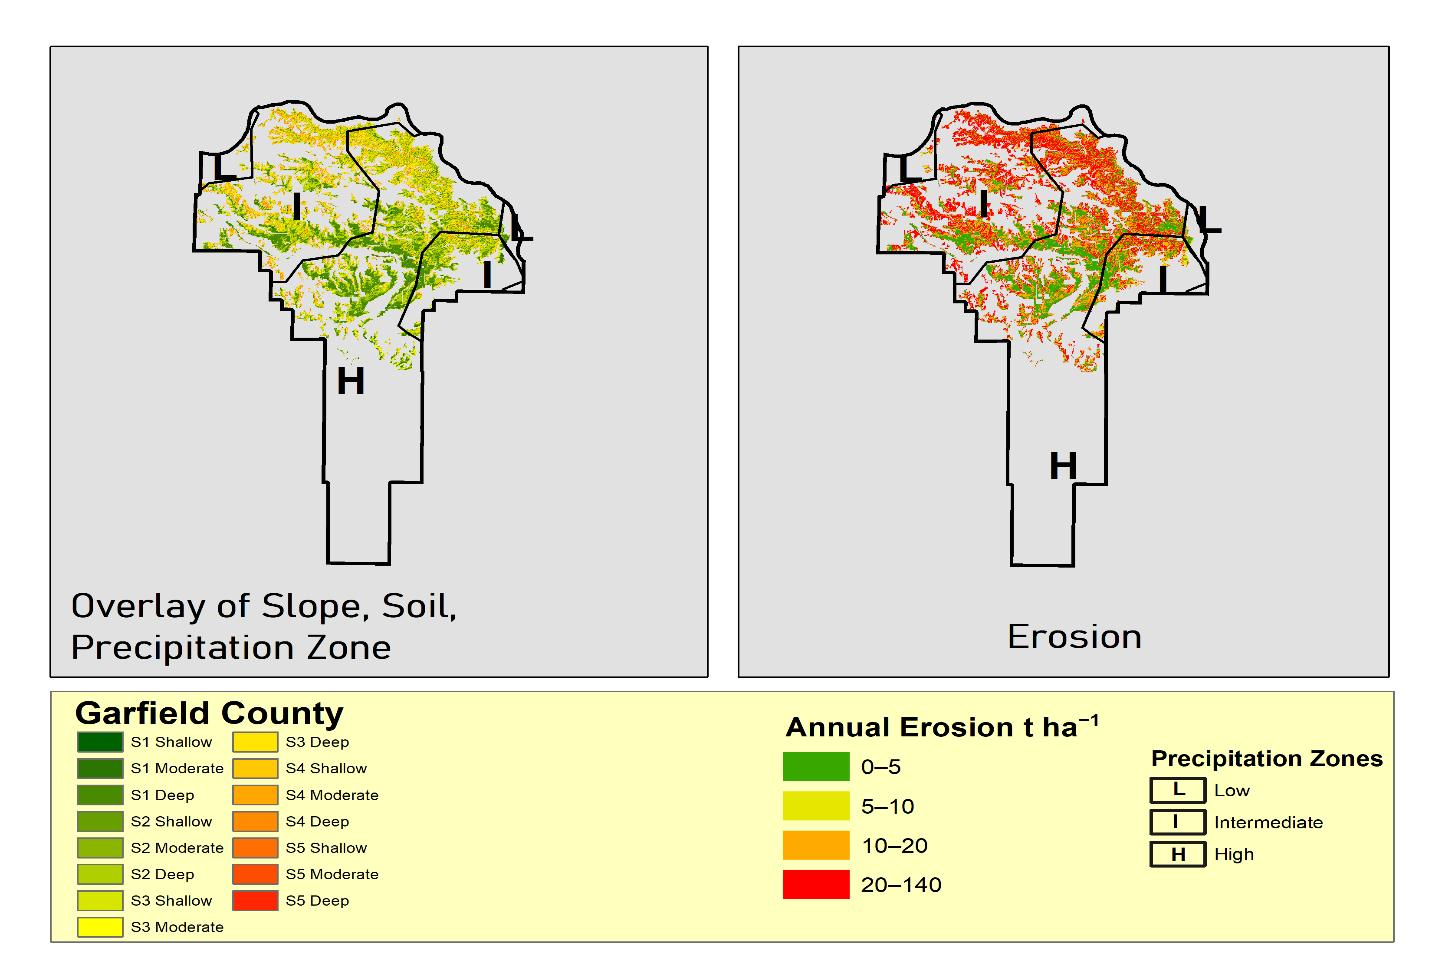 L
I
L
I
H
Overlay of Slope, Soil,
Precipitation Zone
L
I
L
I
H
Erosion
Garfield County
S1 Shallow
S1 Moderate
S1 Deep
S2 Shallow
S2 Moderate
S2 Deep
S3 Shallow
S3 Moderate
S3 Deep
S4 Shallow
S4 Moderate
S4 Deep
S5 Shallow
S5 Moderate
S5 Deep
Annual Erosion t ha⁻¹
0–5
5–10
10–20
20–140
Precipitation Zones
L Low
I Intermediate
H High